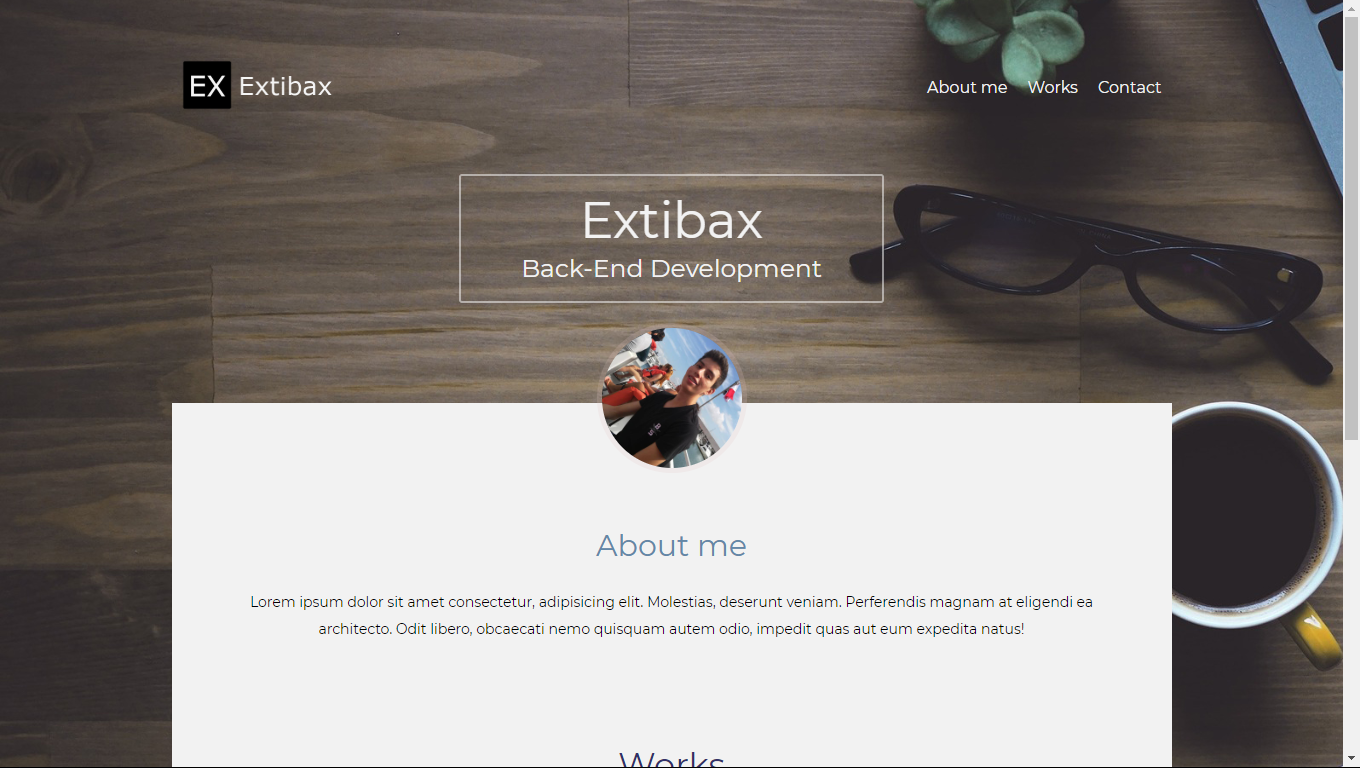 EX Extibax
About me Works Contact
Extibax
Back-End Development
About me
Lorem ipsum dolor sit amet consectetur, adipisicing elit. Molestias, deserunt veniam. Perferendis magnam at eligendi ea
architecto. Odit libero, obcaecati nemo quisquam autem odio, impedit quas aut eum expedita natus!
Works